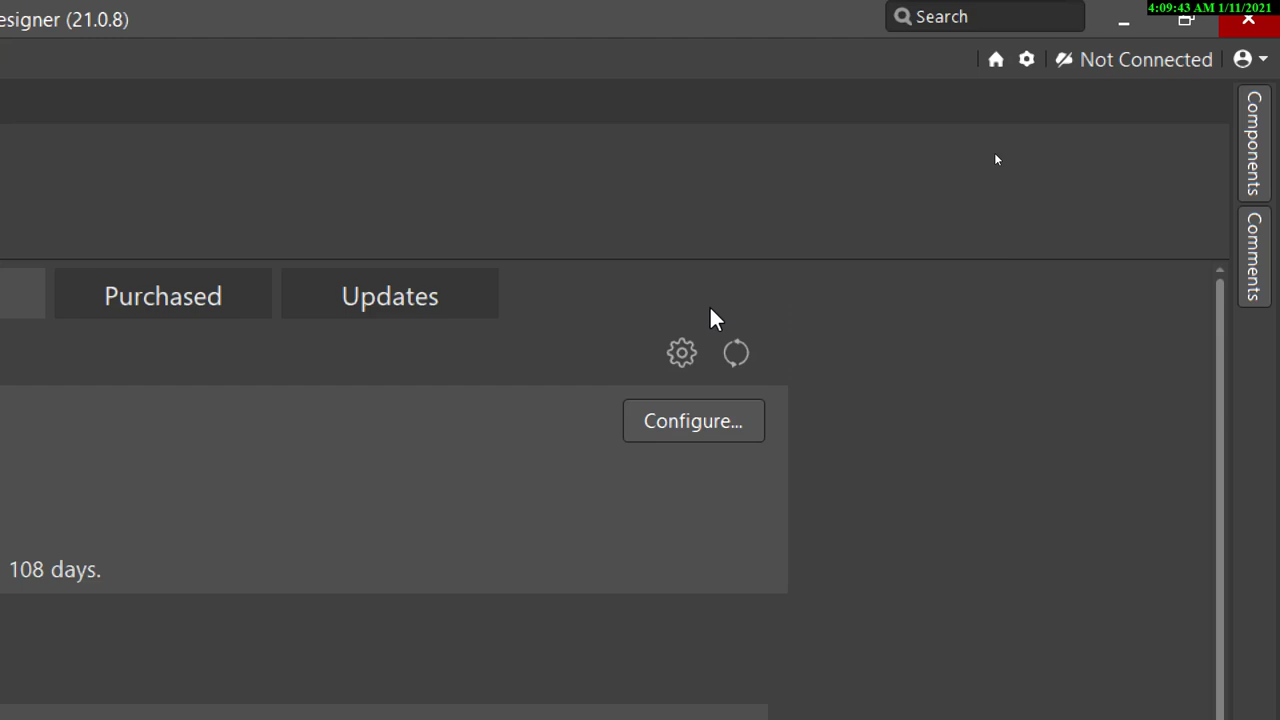 esigner (21.0.8)
Search
4:09:43 AM 1/11/2021
Not Connected
Components
Comments
Purchased
Updates
Configure...
108 days.